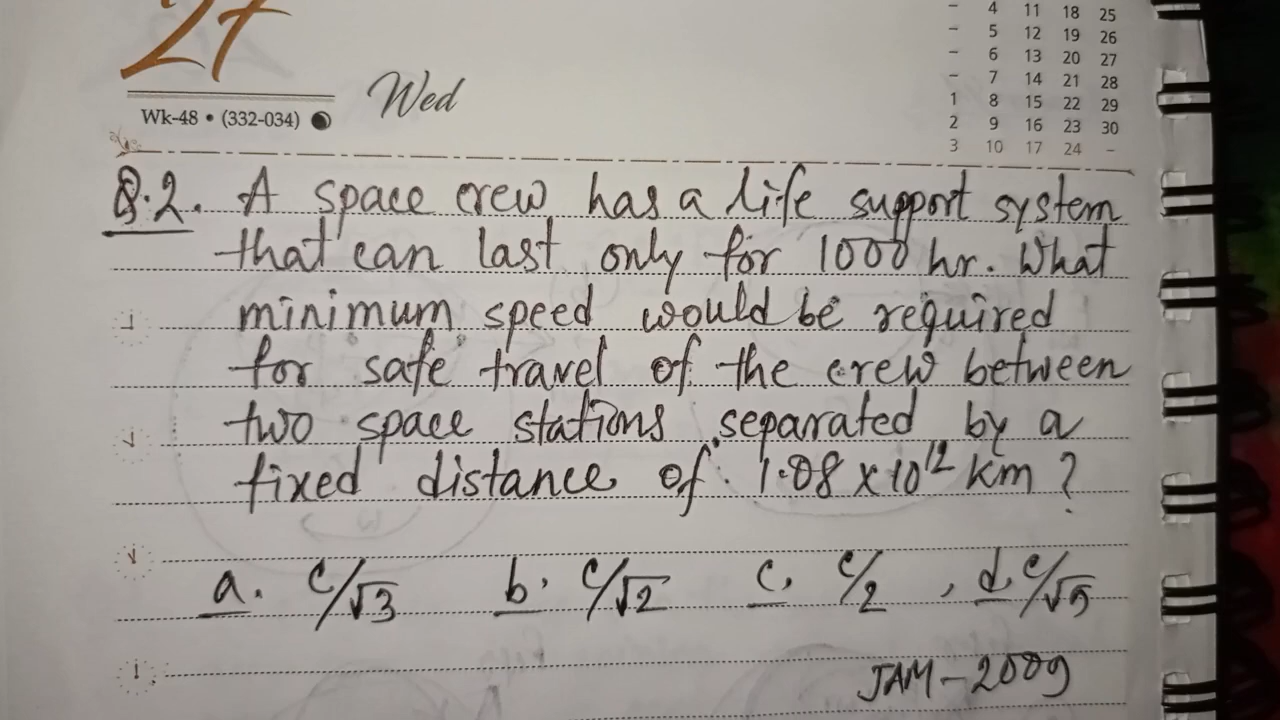 27
Wed
Wk-48 • (332-034)
- 4 11 18 25
- 5 12 19 26
- 6 13 20 27
- 7 14 21 28
1 8 15 22 29
2 9 16 23 30
3 10 17 24 -
Q.2. A space crew has a life support system
that can last only for 1000 hr. What
minimum speed would be required
for safe travel of the crew between
two space stations separated by a
fixed distance of 1.08 x 10¹² km ?
a. c/√3 b. c/√2 c. c/2 , d. c/√5
JAM - 2009